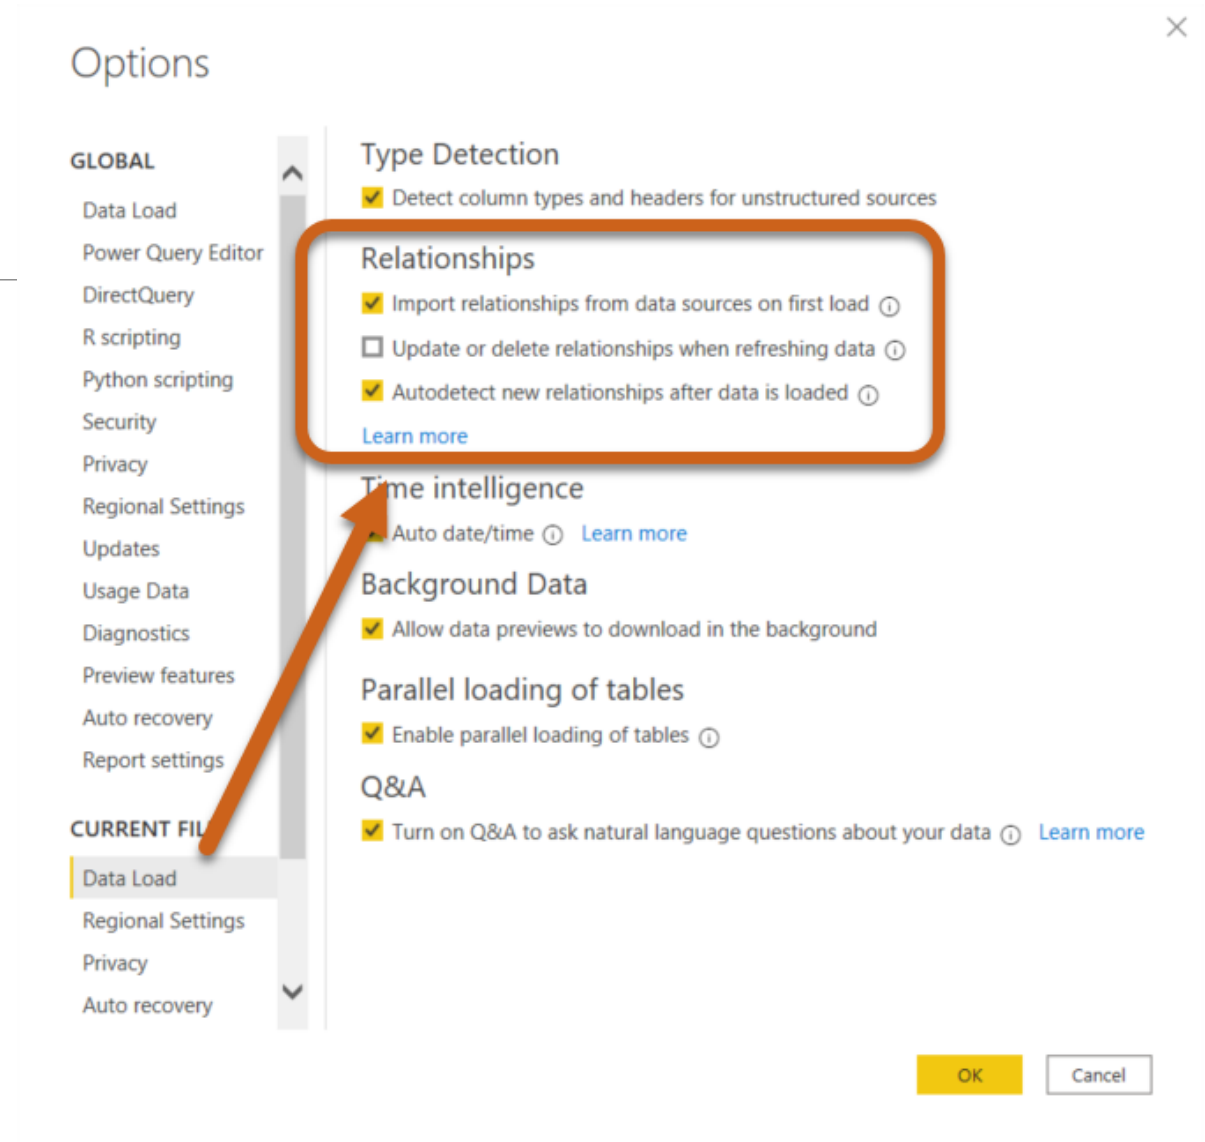 Options
GLOBAL
Data Load
Power Query Editor
DirectQuery
R scripting
Python scripting
Security
Privacy
Regional Settings
Updates
Usage Data
Diagnostics
Preview features
Auto recovery
Report settings
CURRENT FIL
Data Load
Regional Settings
Privacy
Auto recovery
Type Detection
Detect column types and headers for unstructured sources
Relationships
Import relationships from data sources on first load
Update or delete relationships when refreshing data
Autodetect new relationships after data is loaded
Learn more
Time intelligence
Auto date/time Learn more
Background Data
Allow data previews to download in the background
Parallel loading of tables
Enable parallel loading of tables
Q&A
Turn on Q&A to ask natural language questions about your data Learn more
OK Cancel